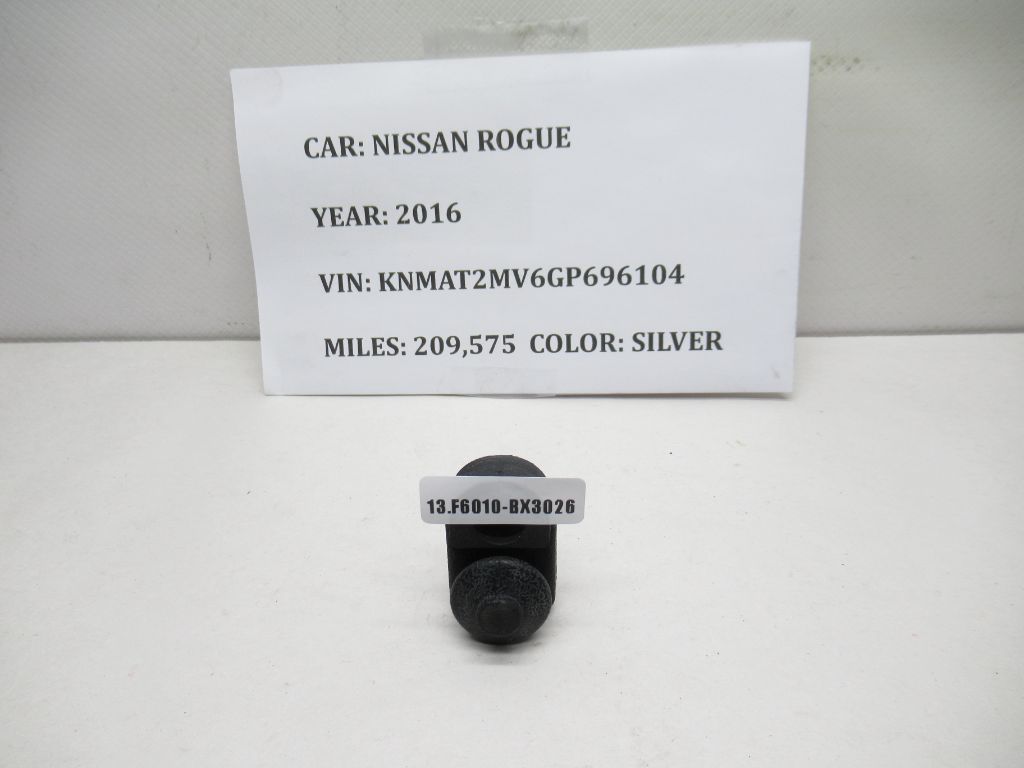 CAR: NISSAN ROGUE
YEAR: 2016
VIN: KNMAT2MV6GP696104
MILES: 209,575 COLOR: SILVER
13.F6010-BX3026